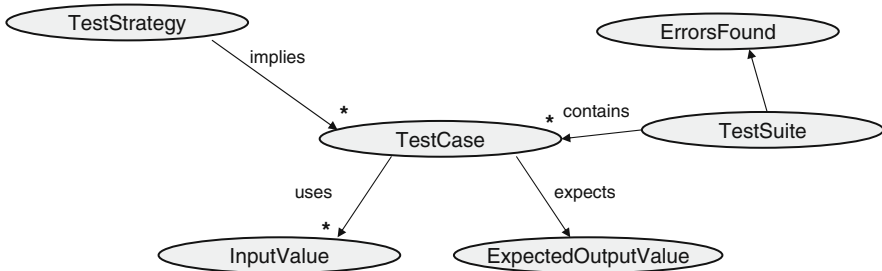 TestStrategy
ErrorsFound
implies
*
* contains
TestCase
TestSuite
uses
expects
*
InputValue
ExpectedOutputValue